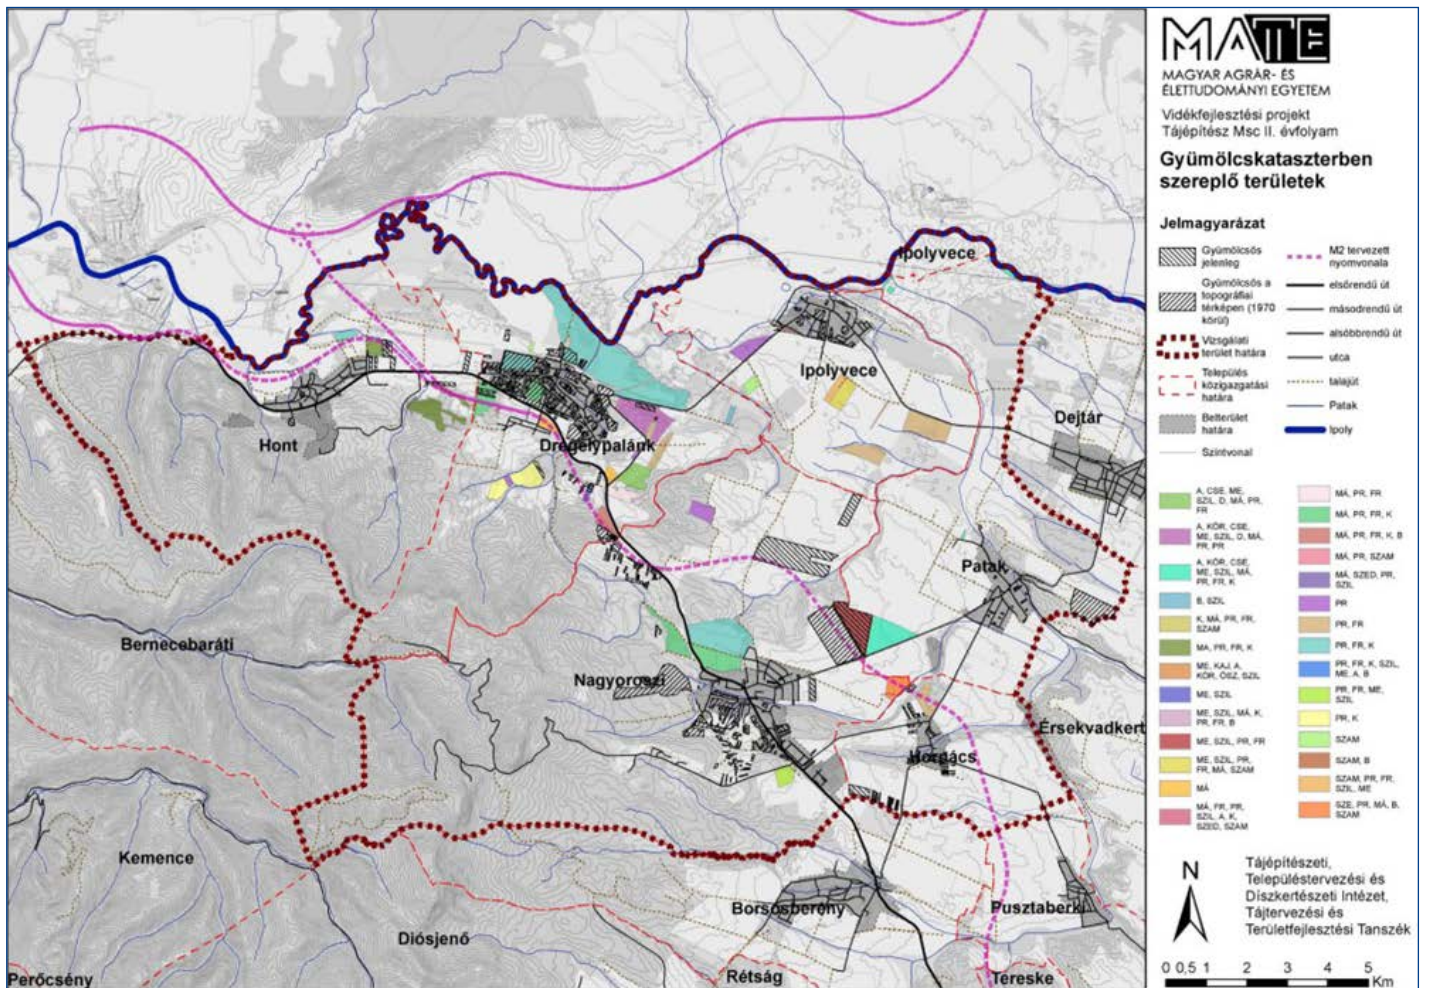 Ipolyvece
Ipolyvece
Dejtár
Hont
Drégelypalánk
Patak
Bernecebaráti
Nagyoroszi
Érsekvadkert
Horpács
Kemence
Borsosberény
Pusztaberki
Diósjenő
Perőcsény
Rétság
Tereske
MATE
MAGYAR AGRÁR- ÉS
ÉLETTUDOMÁNYI EGYETEM
Vidékfejlesztési projekt
Tájépítész Msc II. évfolyam
Gyümölcskataszterben
szereplő területek
Jelmagyarázat
Gyümölcsös
jelenleg
Gyümölcsös a
topográfiai
térképen (1970
körül)
Vizsgálati
terület határa
Település
közigazgatási
határa
Belterület
határa
Szintvonal
M2 tervezett
nyomvonala
elsőrendű út
másodrendű út
alsóbbrendű út
utca
talajút
Patak
Ipoly
A, CSE, ME,
SZIL, D, MÁ, PR,
FR
A, KÖR, CSE,
ME, SZIL, D, MÁ,
FR, PR
A, KÖR, CSE,
ME, SZIL, MÁ,
PR, FR, K
B, SZIL
K, MÁ, PR, FR,
SZAM
MA, PR, FR, K
ME, KAJ, A,
KÖR, ŐSZ, SZIL
ME, SZIL
ME, SZIL, MÁ, K,
PR, FR, B
ME, SZIL, PR, FR
ME, SZIL, PR,
FR, MÁ, SZAM
MÁ
MÁ, FR, PR,
SZIL, A, K,
SZED, SZAM
MÁ, PR, FR
MÁ, PR, FR, K
MÁ, PR, FR, K, B
MÁ, PR, SZAM
MÁ, SZED, PR,
SZIL
PR
PR, FR
PR, FR, K
PR, FR, K, SZIL,
ME, A, B
PR, FR, ME,
SZIL
PR, K
SZAM
SZAM, B
SZAM, PR, FR,
SZIL, ME
SZE, PR, MÁ, B,
SZAM
N
Tájépítészeti,
Településtervezési és
Díszkertészeti Intézet,
Tájtervezési és
Területfejlesztési Tanszék
0 0,5 1 2 3 4 5
Km